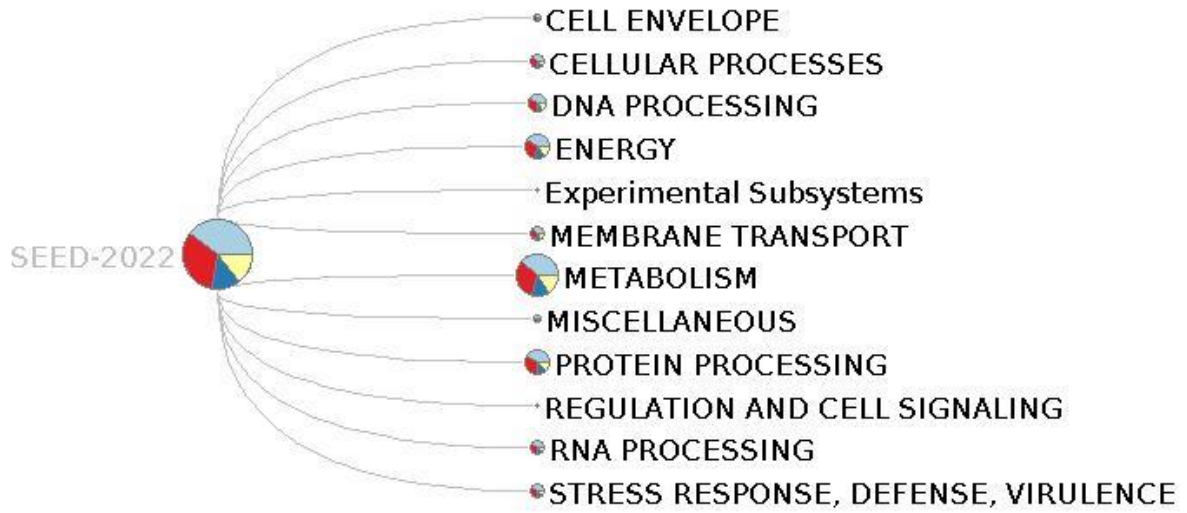 CELL ENVELOPE
CELLULAR PROCESSES
DNA PROCESSING
ENERGY
Experimental Subsystems
MEMBRANE TRANSPORT
SEED-2022
METABOLISM
MISCELLANEOUS
PROTEIN PROCESSING
REGULATION AND CELL SIGNALING
RNA PROCESSING
STRESS RESPONSE, DEFENSE, VIRULENCE